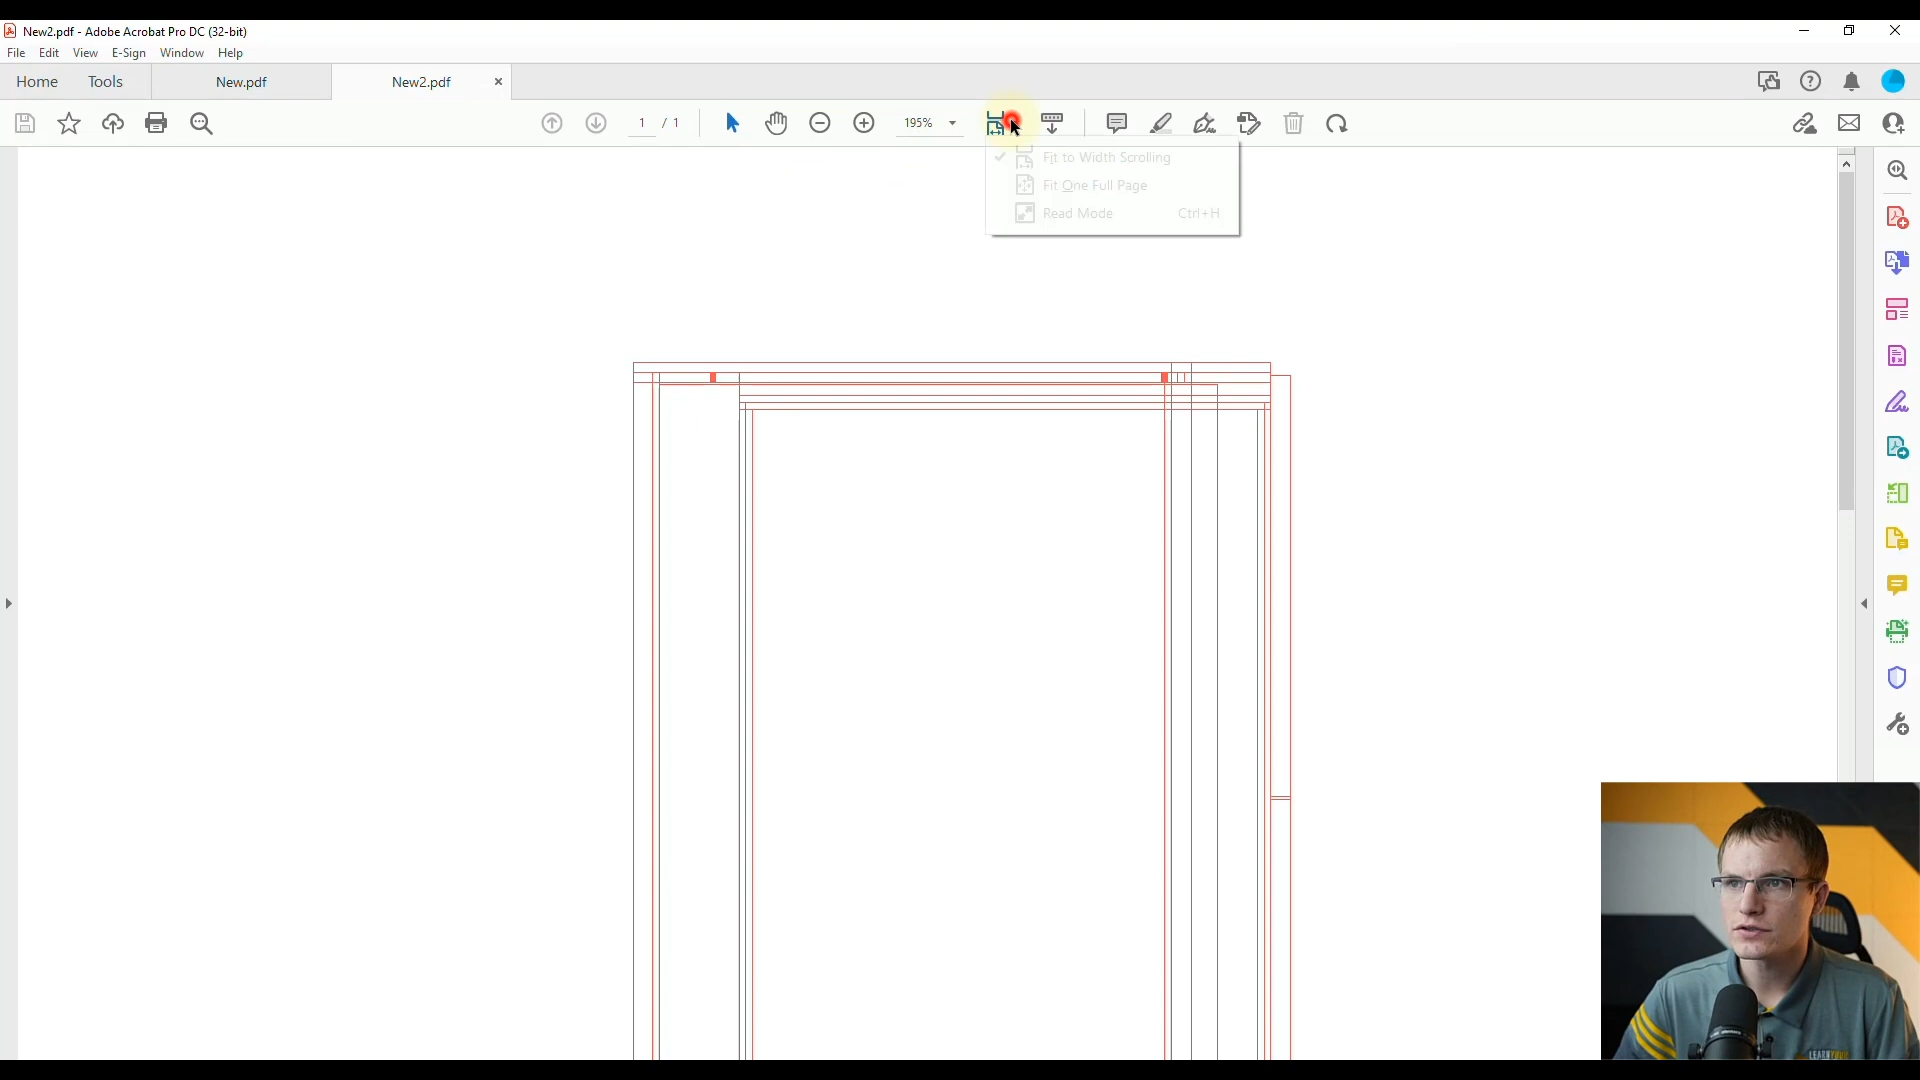 New2.pdf - Adobe Acrobat Pro DC (32-bit)
File Edit View E-Sign Window Help
Home Tools New.pdf New2.pdf
1 / 1 195%
Fit to Width Scrolling
Fit One Full Page
Read Mode Ctrl+H